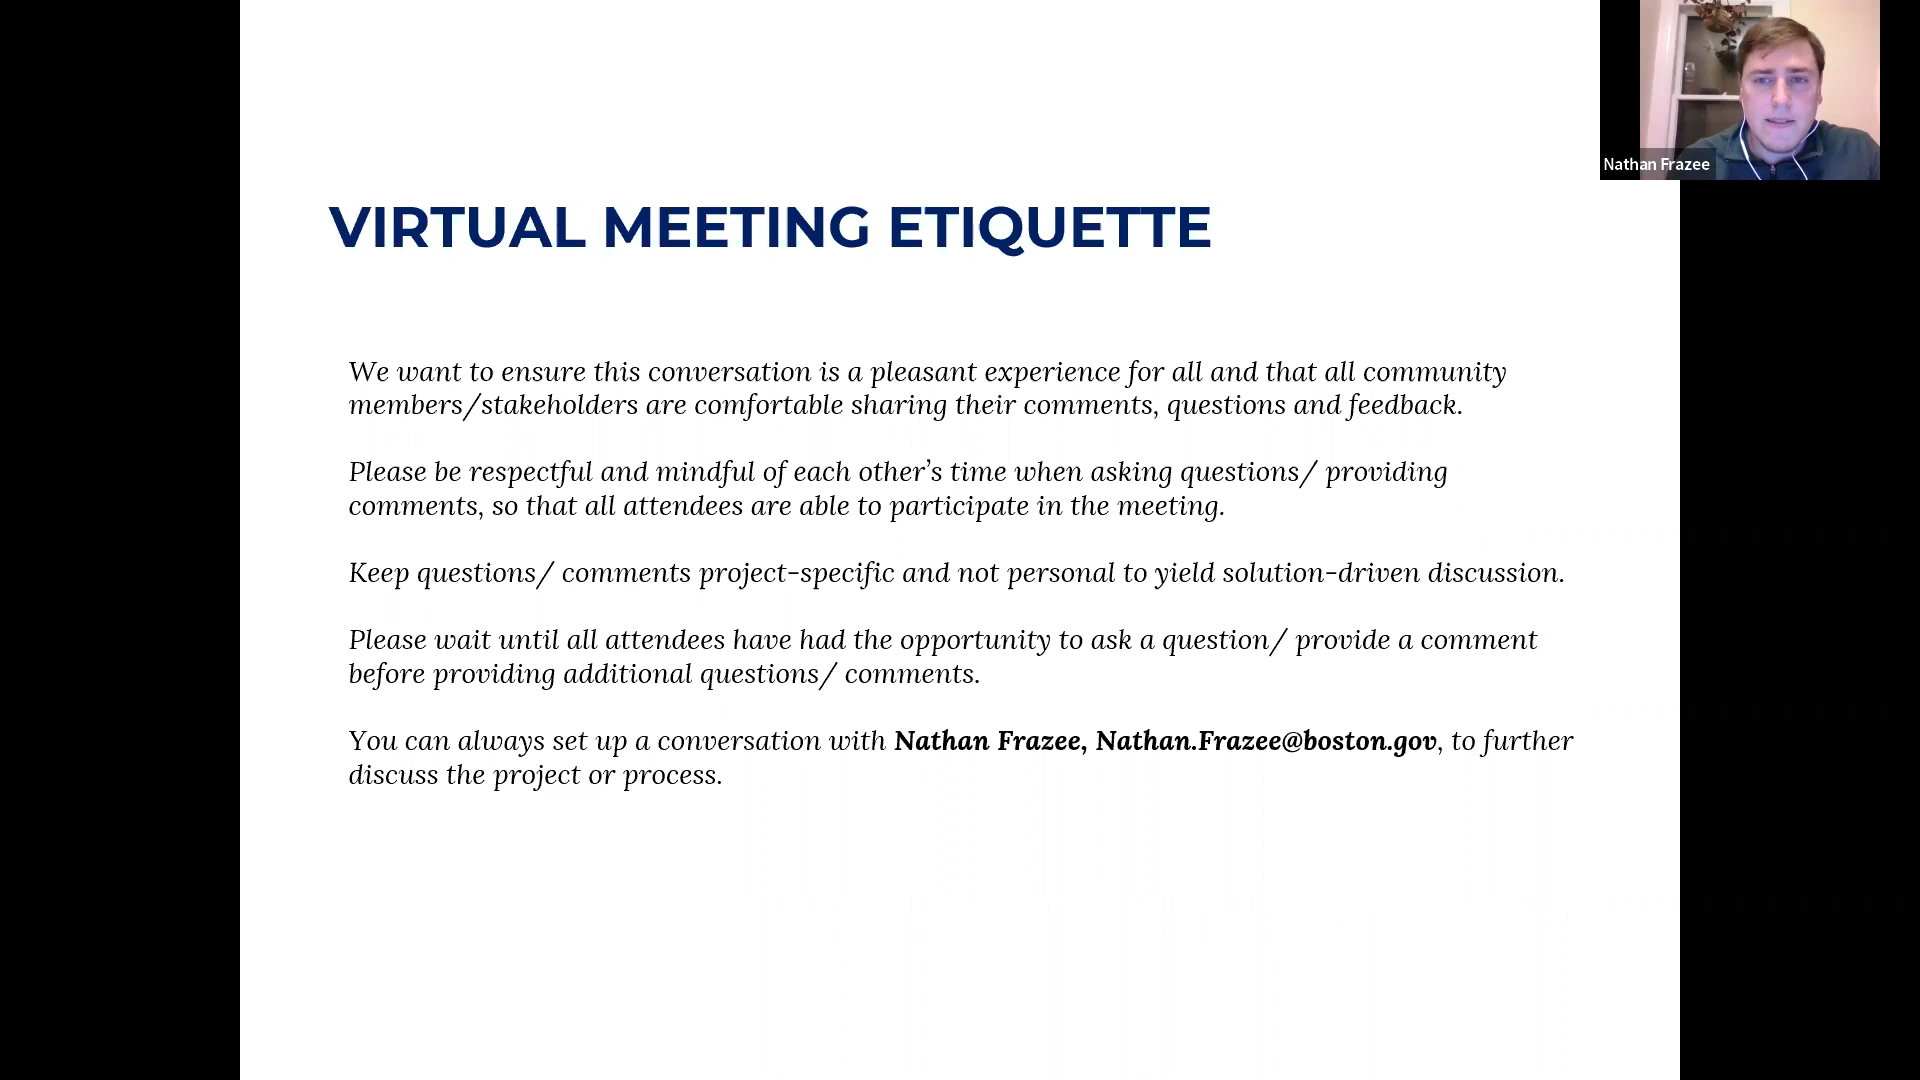 Nathan Frazee
VIRTUAL MEETING ETIQUETTE
We want to ensure this conversation is a pleasant experience for all and that all community
members/stakeholders are comfortable sharing their comments, questions and feedback.
Please be respectful and mindful of each other’s time when asking questions/ providing
comments, so that all attendees are able to participate in the meeting.
Keep questions/ comments project-specific and not personal to yield solution-driven discussion.
Please wait until all attendees have had the opportunity to ask a question/ provide a comment
before providing additional questions/ comments.
You can always set up a conversation with Nathan Frazee, Nathan.Frazee@boston.gov, to further
discuss the project or process.